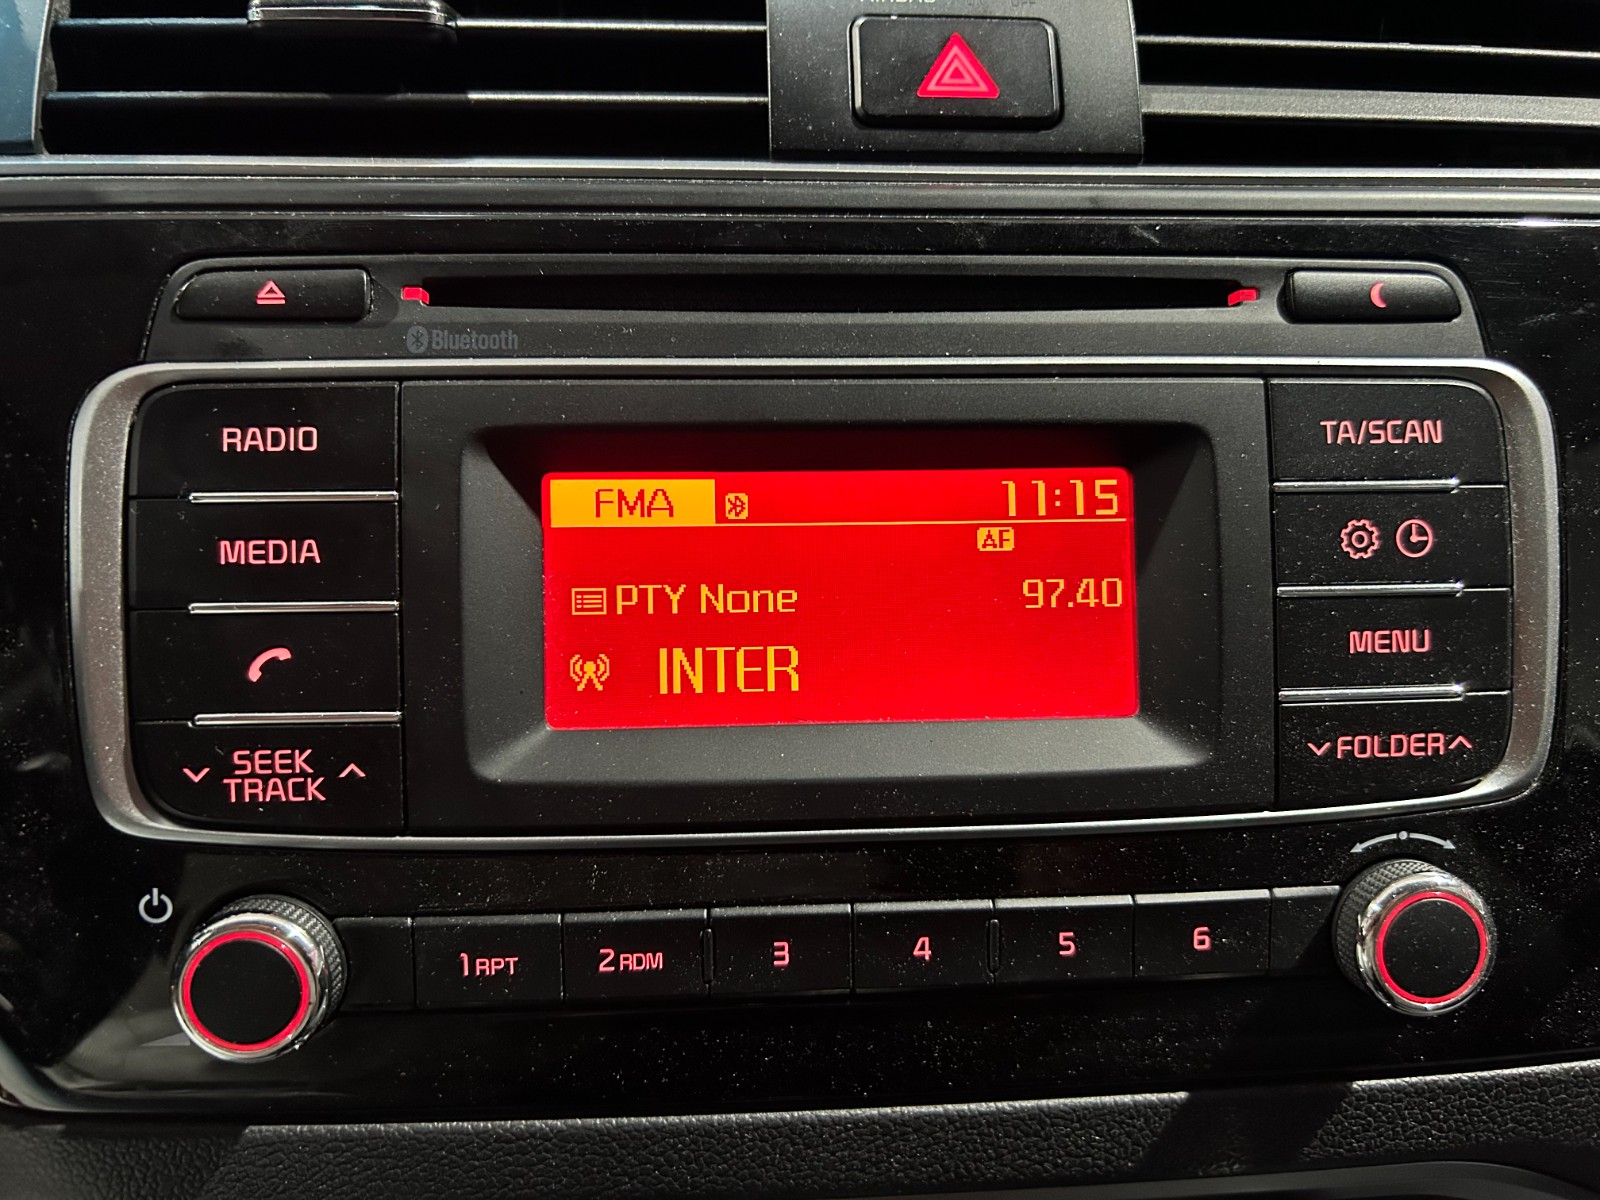 Bluetooth
RADIO
MEDIA
SEEK
TRACK
FMA 11:15
AF
PTY None 97.40
INTER
TA/SCAN
MENU
FOLDER
1 RPT 2 RDM 3 4 5 6